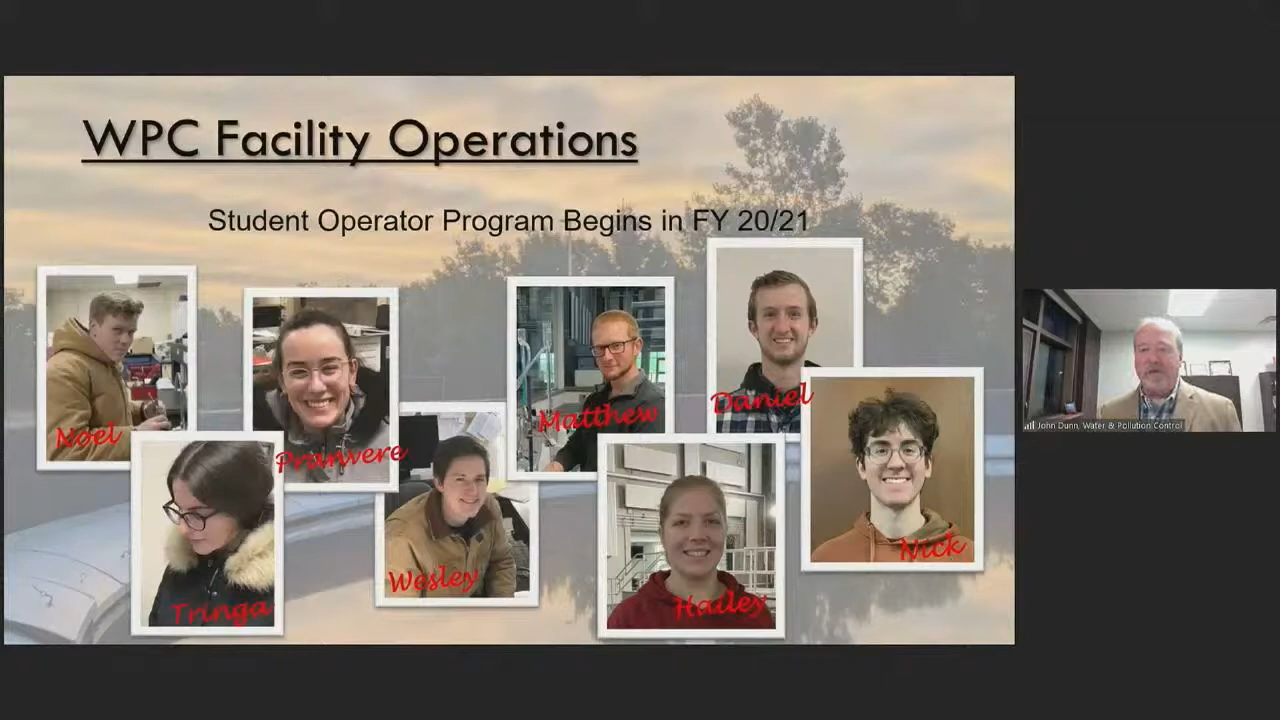 WPC Facility Operations
Student Operator Program Begins in FY 20/21
Noel
Pranvere
Matthew
Daniel
Tringa
Wesley
Hailey
Nick
John Dunn, Water & Pollution Control